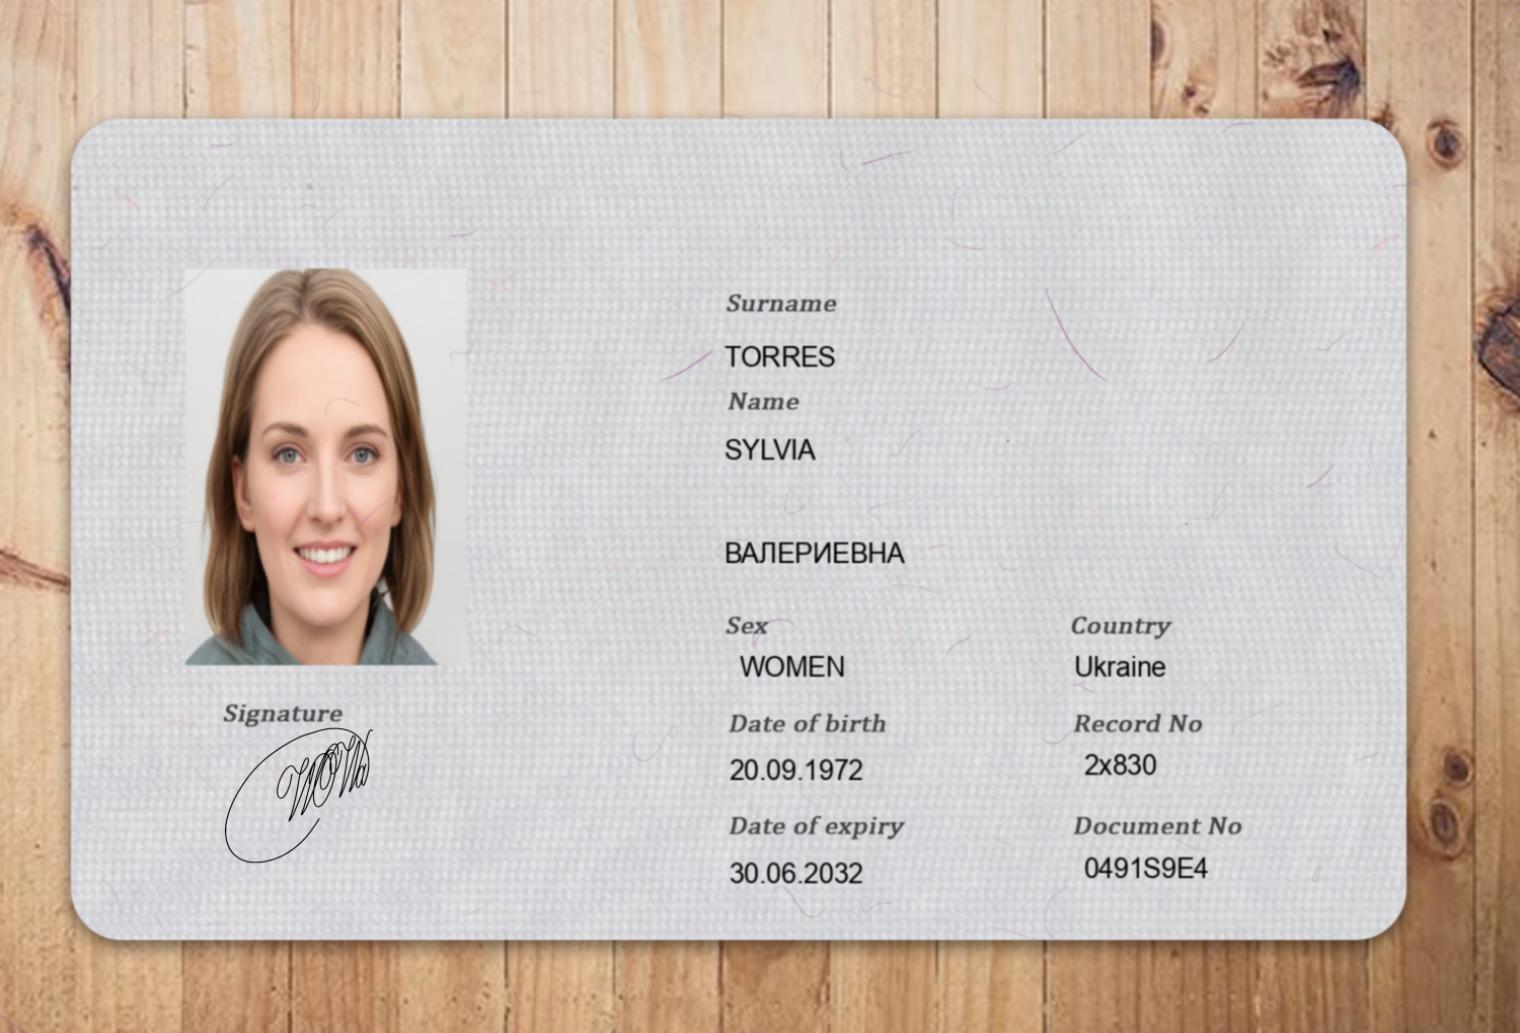 Surname
TORRES
Name
SYLVIA
ВАЛЕРИЕВНА
Sex
Country
WOMEN
Ukraine
Signature
Date of birth
Record No
20.09.1972
2x830
Date of expiry
Document No
30.06.2032
0491S9E4